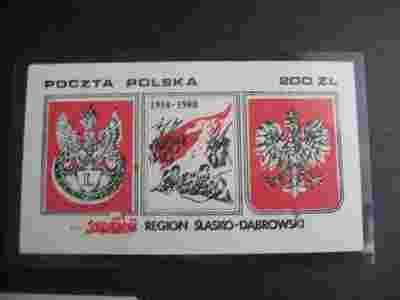 POCZTA POLSKA
200 ZŁ
1918-1988
L
Solidarność REGION ŚLĄSKO-DĄBROWSKI